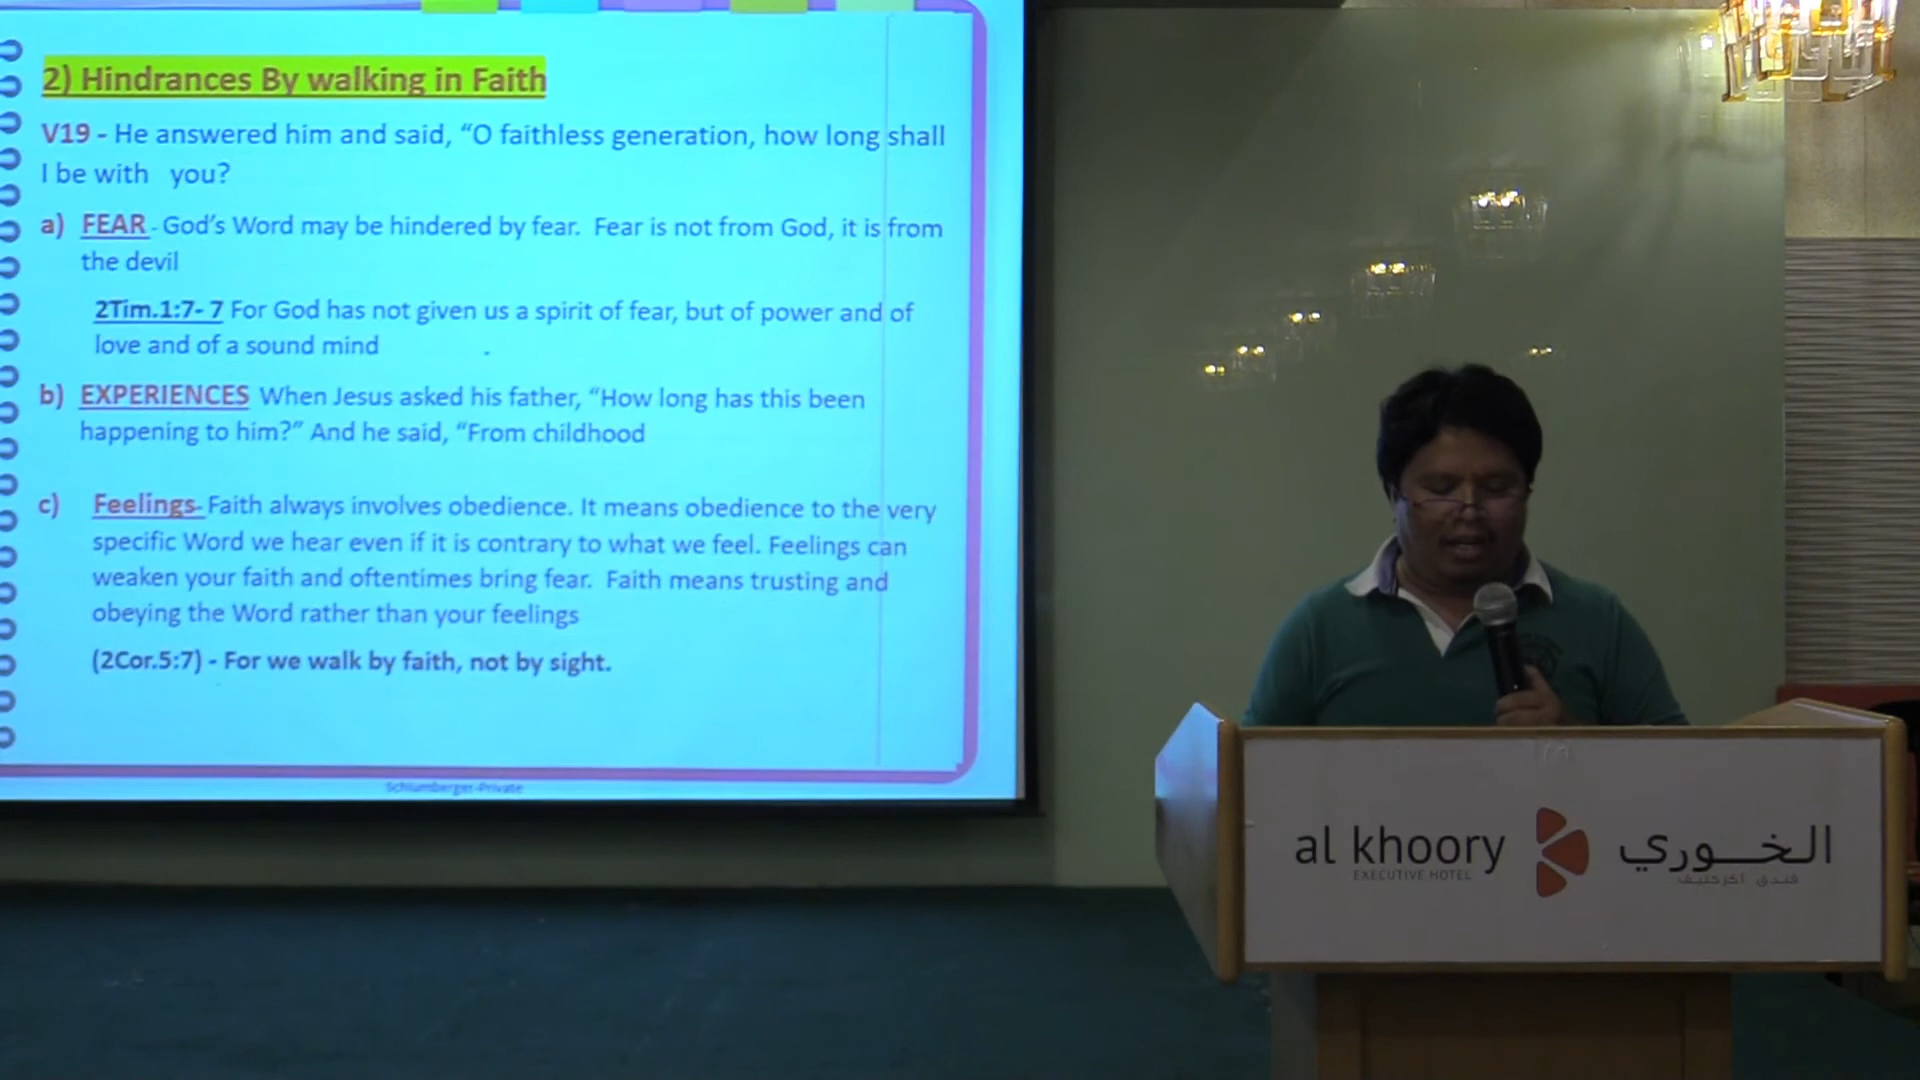 2) Hindrances By walking in Faith
V19 - He answered him and said, “O faithless generation, how long shall
I be with you?
a) FEAR - God’s Word may be hindered by fear. Fear is not from God, it is from
the devil
2Tim.1:7- 7 For God has not given us a spirit of fear, but of power and of
love and of a sound mind
b) EXPERIENCES When Jesus asked his father, “How long has this been
happening to him?” And he said, “From childhood
c) Feelings- Faith always involves obedience. It means obedience to the very
specific Word we hear even if it is contrary to what we feel. Feelings can
weaken your faith and oftentimes bring fear. Faith means trusting and
obeying the Word rather than your feelings
(2Cor.5:7) - For we walk by faith, not by sight.
Schlumberger-Private
al khoory الخوري
EXECUTIVE HOTEL فندق اكزكتيف